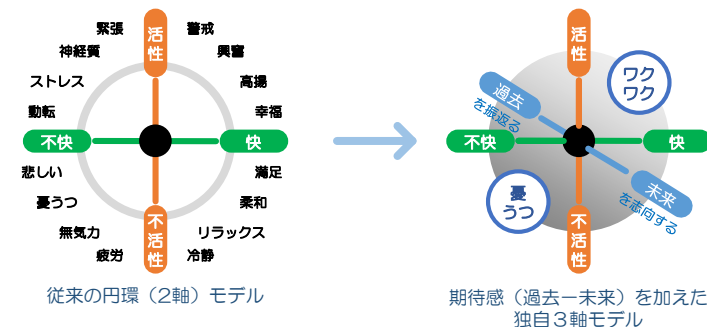 緊張
活性
警戒
神経質
興奮
ストレス
高揚
動転
幸福
不快
快
悲しい
満足
憂うつ
柔和
無気力
リラックス
疲労
不活性
冷静
従来の円環（2軸）モデル
活性
ワク
ワク
過去
を振返る
不快
快
憂
うつ
未来
を志向する
不活性
期待感（過去ー未来）を加えた
独自３軸モデル